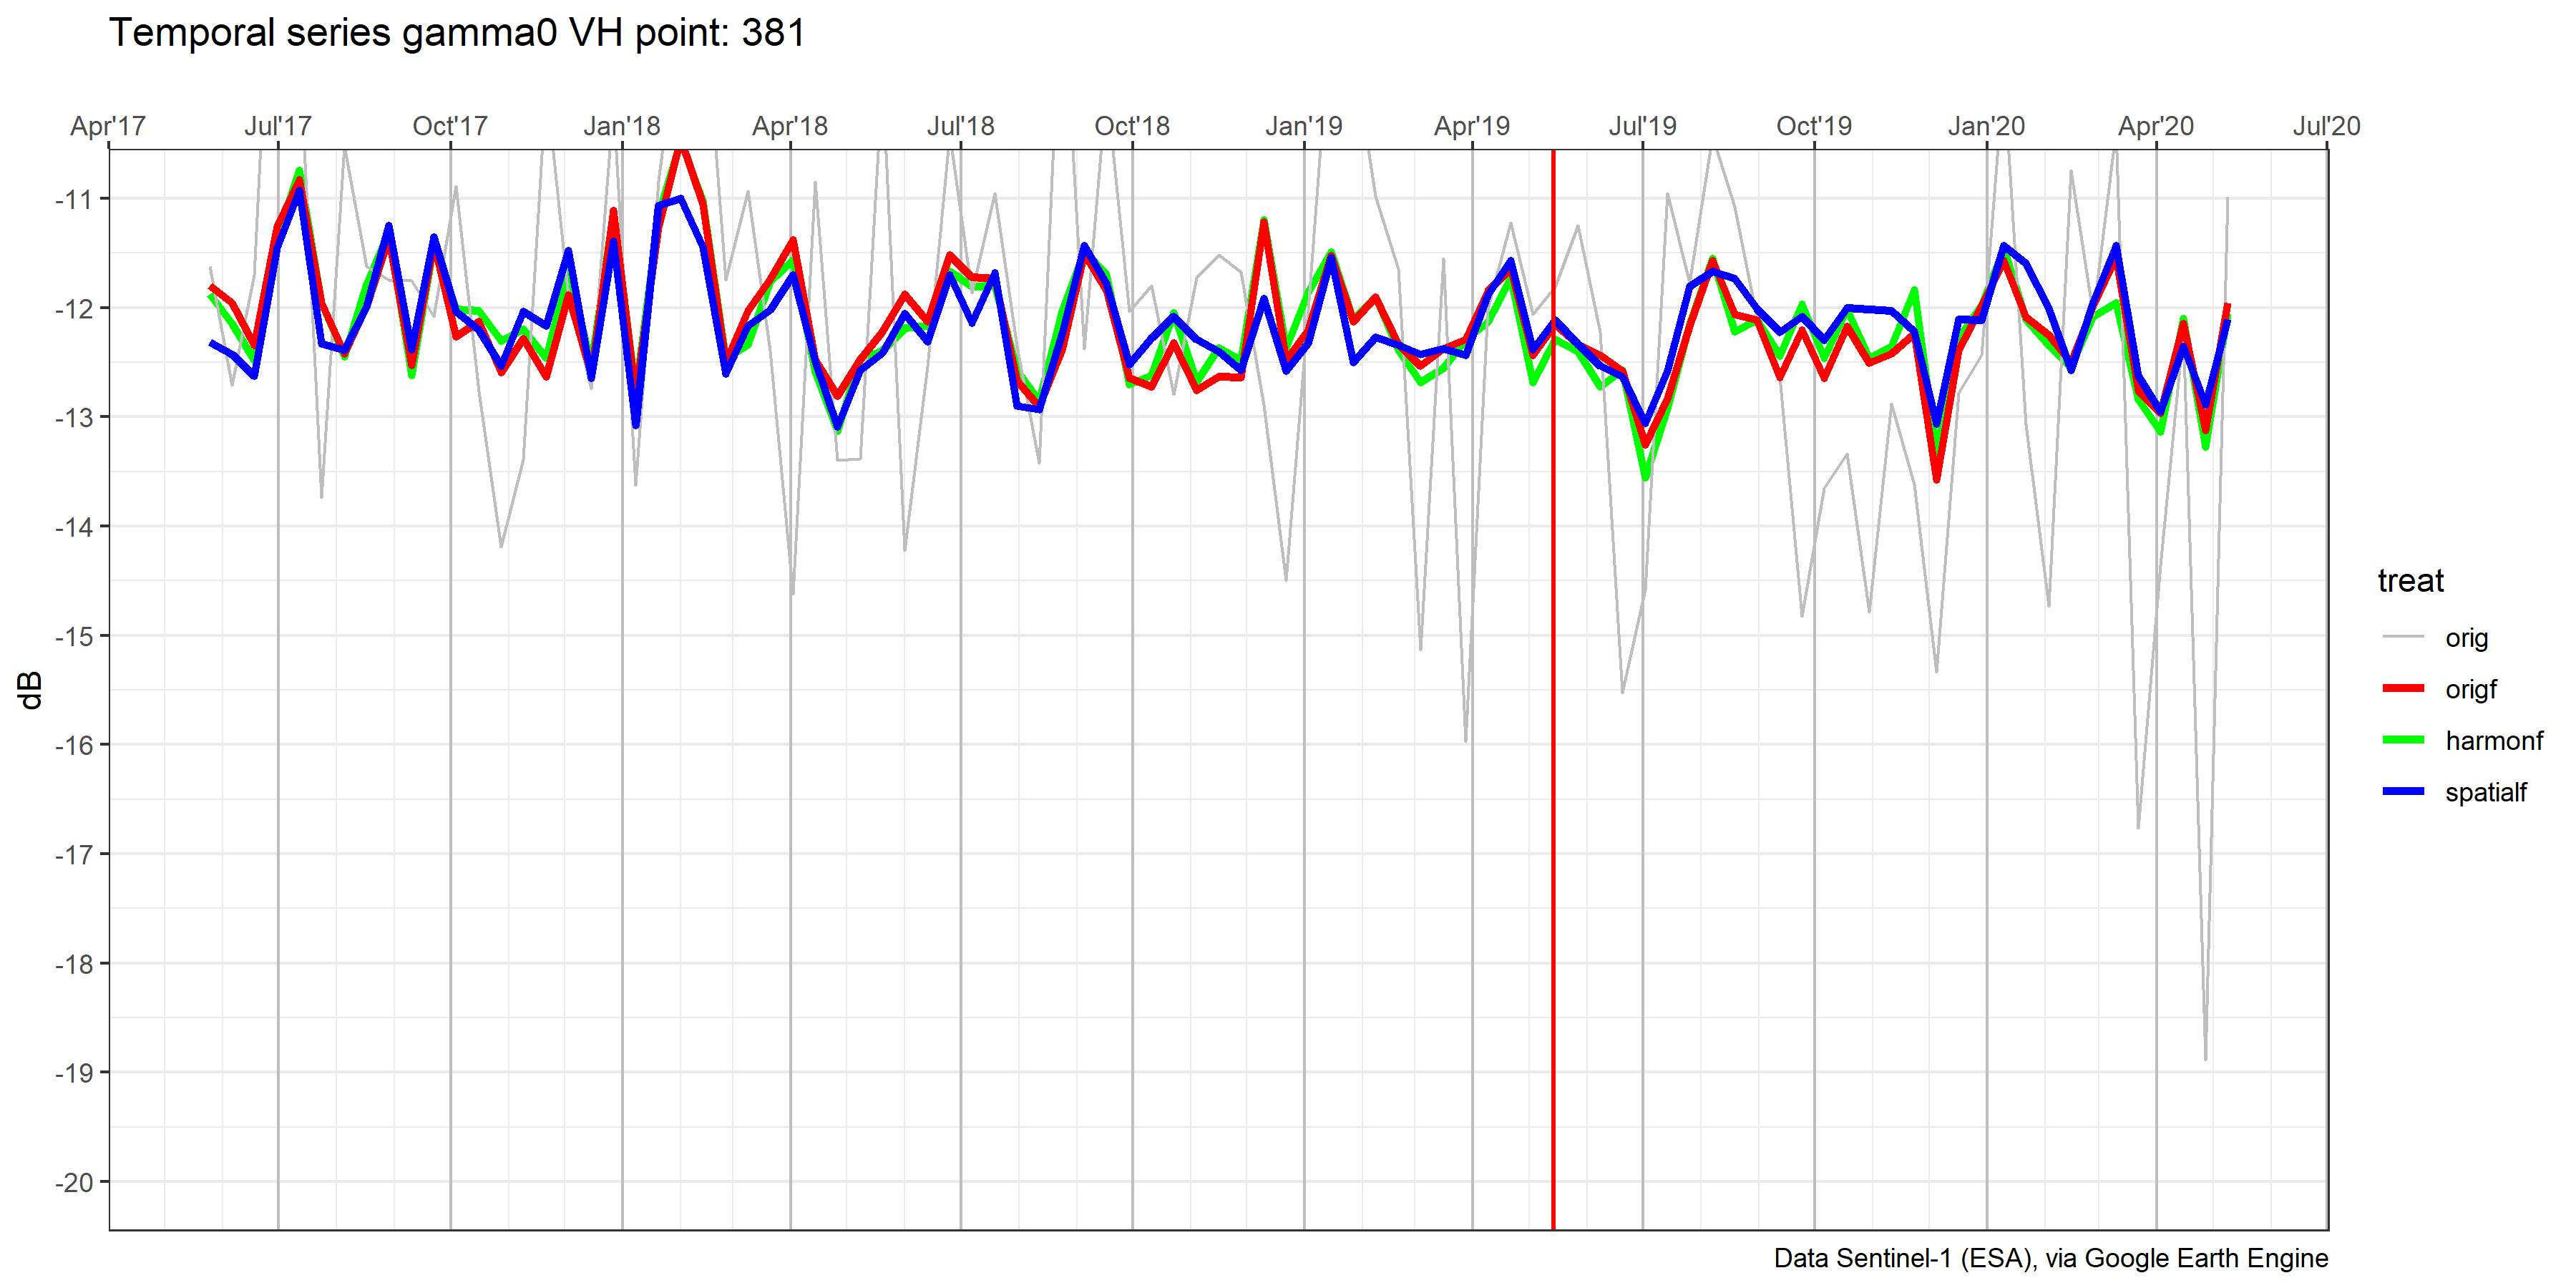 Temporal series gamma0 VH point: 381
Apr'17 Jul'17 Oct'17 Jan'18 Apr'18 Jul'18 Oct'18 Jan'19 Apr'19 Jul'19 Oct'19 Jan'20 Apr'20 Jul'20
-11
-12
-13
-14
-15
-16
-17
-18
-19
-20
dB
treat
orig
origf
harmonf
spatialf
Data Sentinel-1 (ESA), via Google Earth Engine